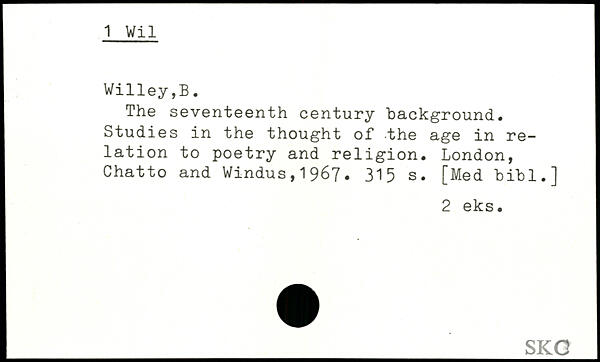 1 Wil
Willey,B.
The seventeenth century background.
Studies in the thought of the age in re-
lation to poetry and religion. London,
Chatto and Windus,1967. 315 s. [Med bibl.]
2 eks.